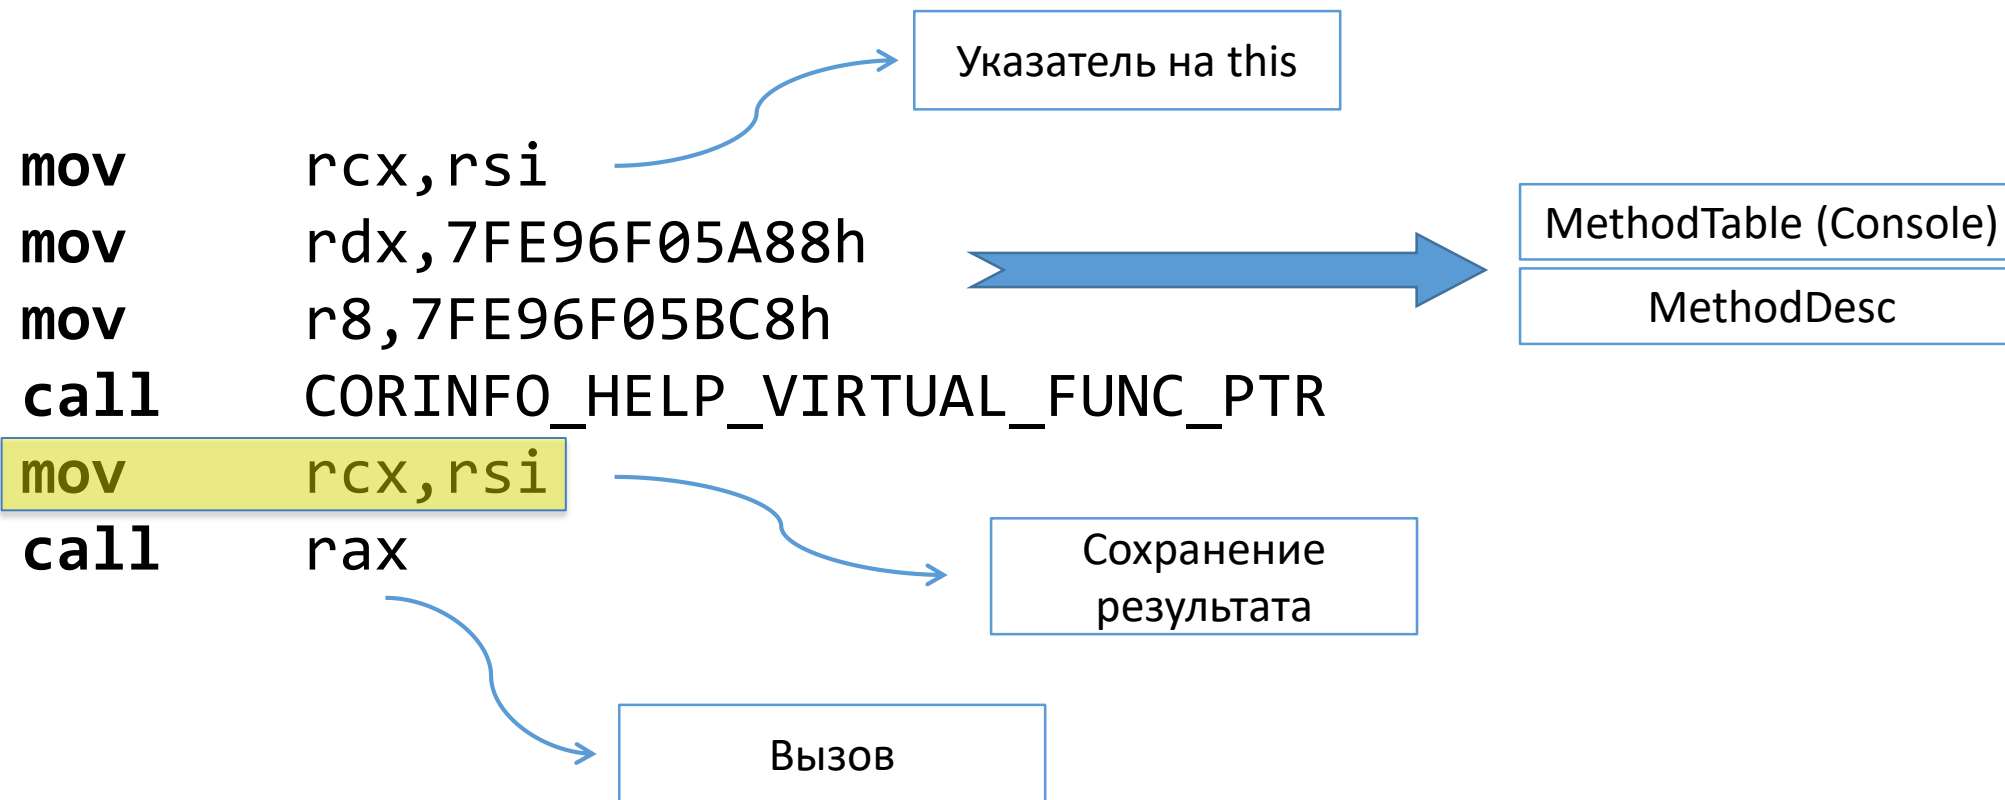 Указатель на this
mov rcx,rsi
mov rdx,7FE96F05A88h
MethodTable (Console)
mov r8,7FE96F05BC8h
MethodDesc
call CORINFO_HELP_VIRTUAL_FUNC_PTR
mov rcx,rsi
call rax
Сохранение
результата
Вызов